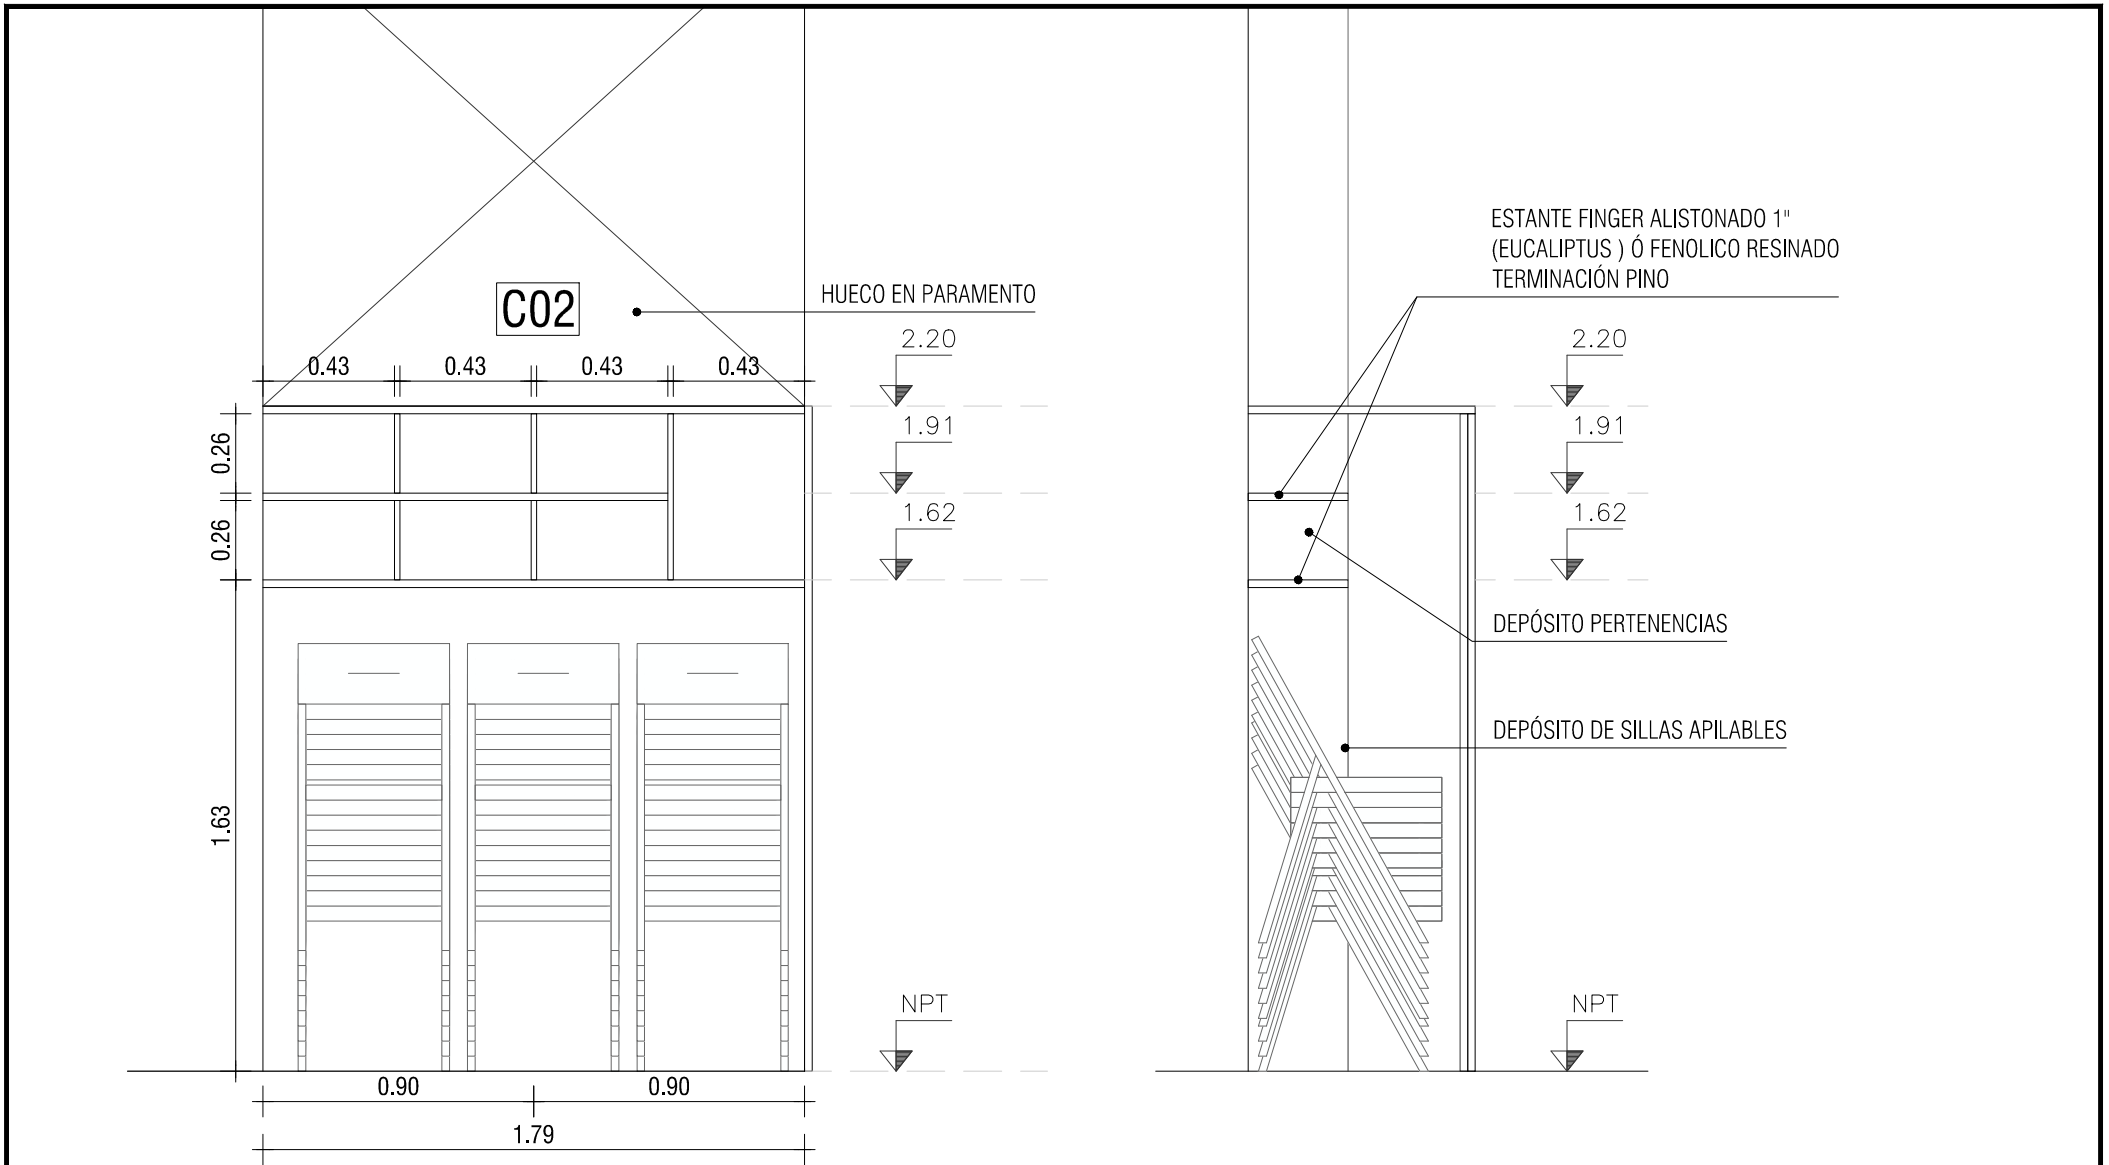 ESTANTE FINGER ALISTONADO 1"
(EUCALIPTUS ) Ó FENOLICO RESINADO
TERMINACIÓN PINO
C02
HUECO EN PARAMENTO
2.20
2.20
0.43
0.43
0.43
0.43
1.91
1.91
0.26
1.62
1.62
0.26
DEPÓSITO PERTENENCIAS
DEPÓSITO DE SILLAS APILABLES
1.63
NPT
NPT
0.90
0.90
1.79